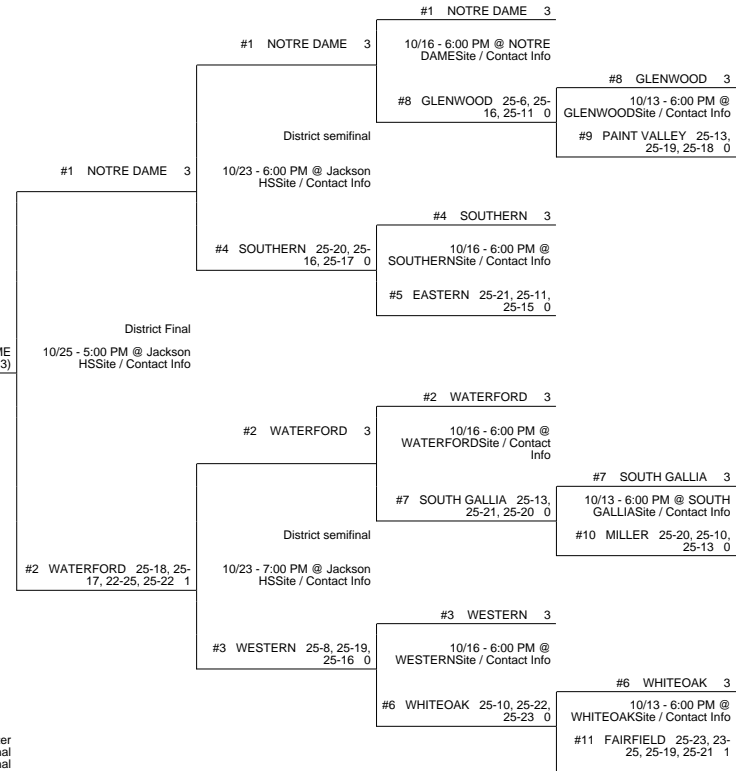 #1 NOTRE DAME 3
#1 NOTRE DAME 3
10/16 - 6:00 PM @ NOTRE
DAMESite / Contact Info
#8 GLENWOOD 3
#8 GLENWOOD 25-6, 25-
16, 25-11 0
10/13 - 6:00 PM @
GLENWOODSite / Contact Info
District semifinal
#9 PAINT VALLEY 25-13,
25-19, 25-18 0
#1 NOTRE DAME 3
10/23 - 6:00 PM @ Jackson
HSSite / Contact Info
#4 SOUTHERN 3
#4 SOUTHERN 25-20, 25-
16, 25-17 0
10/16 - 6:00 PM @
SOUTHERNSite / Contact Info
#5 EASTERN 25-21, 25-11,
25-15 0
District Final
ME
3)
10/25 - 5:00 PM @ Jackson
HSSite / Contact Info
#2 WATERFORD 3
#2 WATERFORD 3
10/16 - 6:00 PM @
WATERFORDSite / Contact
Info
#7 SOUTH GALLIA 3
#7 SOUTH GALLIA 25-13,
25-21, 25-20 0
10/13 - 6:00 PM @ SOUTH
GALLIASite / Contact Info
District semifinal
#10 MILLER 25-20, 25-10,
25-13 0
#2 WATERFORD 25-18, 25-
17, 22-25, 25-22 1
10/23 - 7:00 PM @ Jackson
HSSite / Contact Info
#3 WESTERN 3
#3 WESTERN 25-8, 25-19,
25-16 0
10/16 - 6:00 PM @
WESTERNSite / Contact Info
#6 WHITEOAK 3
#6 WHITEOAK 25-10, 25-22,
25-23 0
10/13 - 6:00 PM @
WHITEOAKSite / Contact Info
#11 FAIRFIELD 25-23, 23-
25, 25-19, 25-21 1
ter
nal
nal